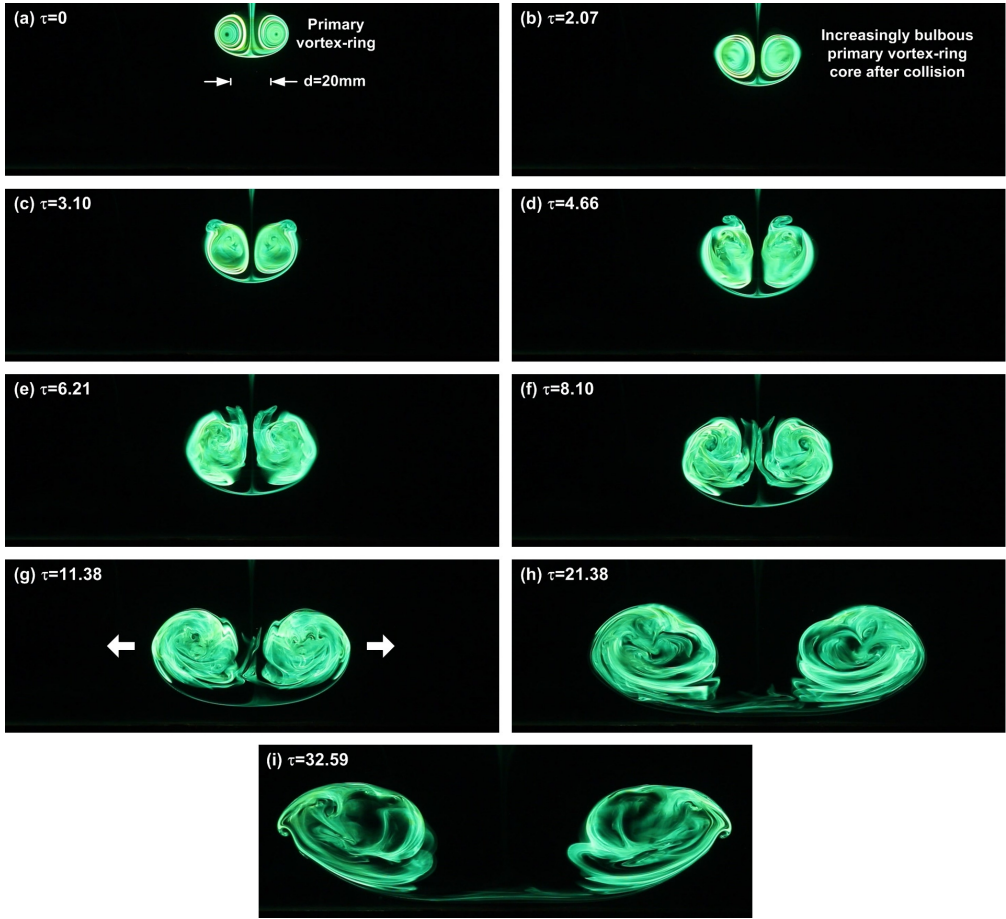 (a) τ=0
Primary
vortex-ring
d=20mm
(b) τ=2.07
Increasingly bulbous
primary vortex-ring
core after collision
(c) τ=3.10
(d) τ=4.66
(e) τ=6.21
(f) τ=8.10
(g) τ=11.38
(h) τ=21.38
(i) τ=32.59